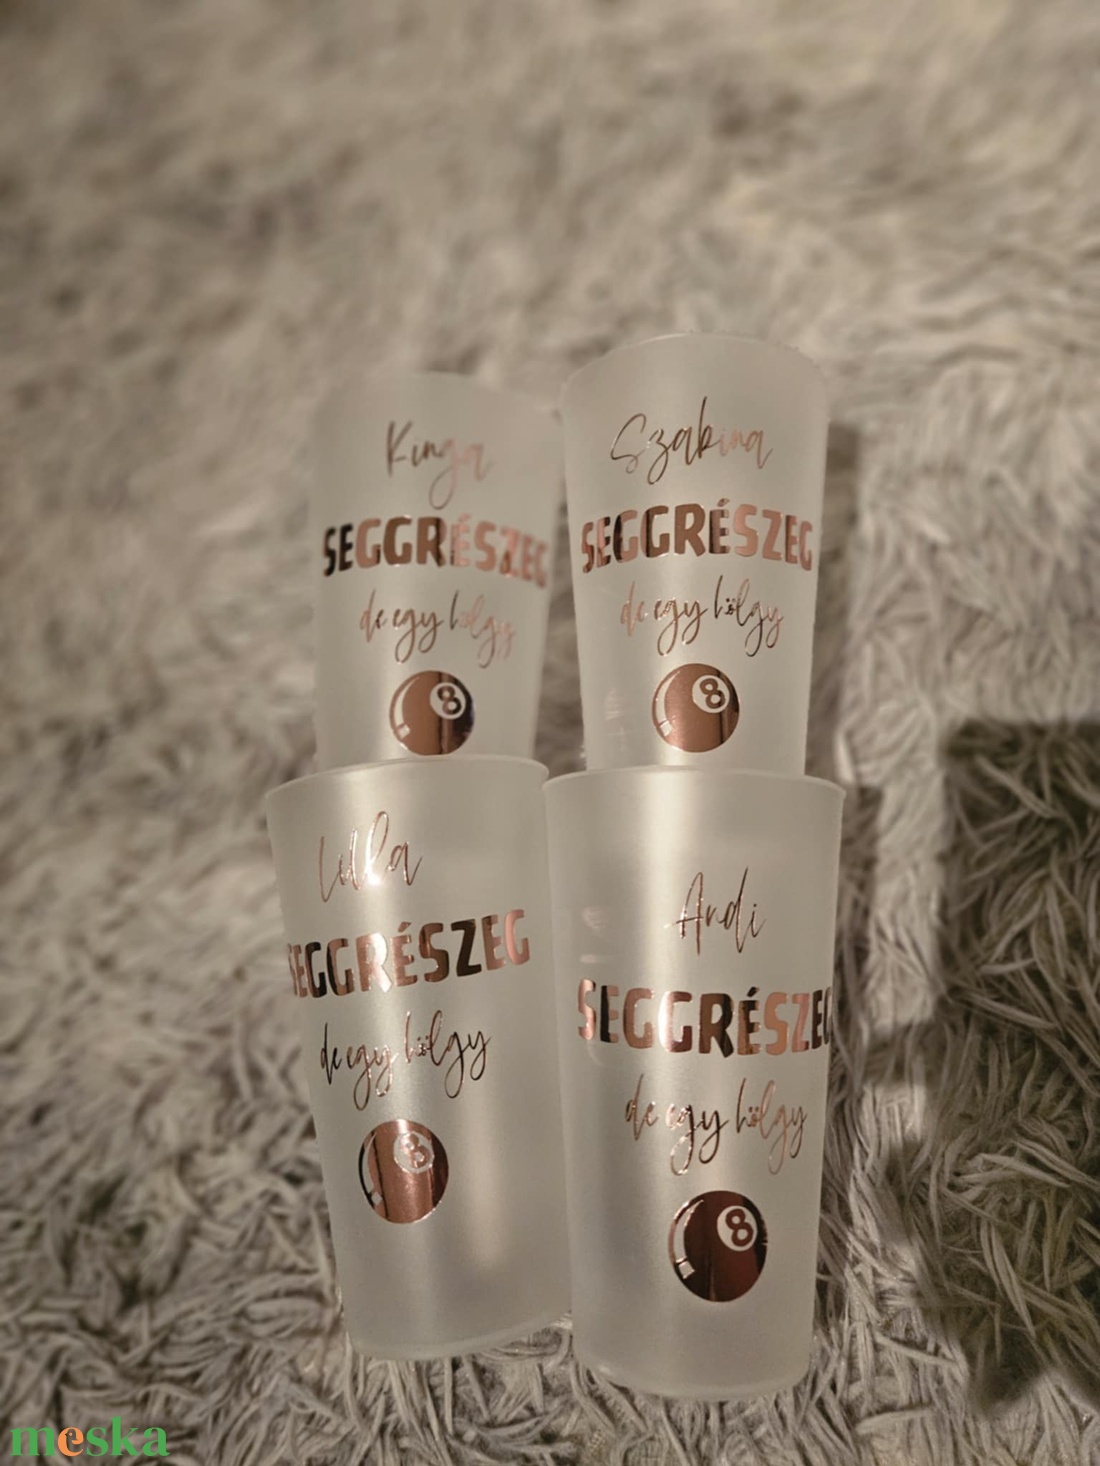 Kinga
SEGGRÉSZEG
de egy hölgy
8
Szabina
SEGGRÉSZEG
de egy hölgy
8
Lilla
SEGGRÉSZEG
de egy hölgy
8
Andi
SEGGRÉSZEG
de egy hölgy
8
meska